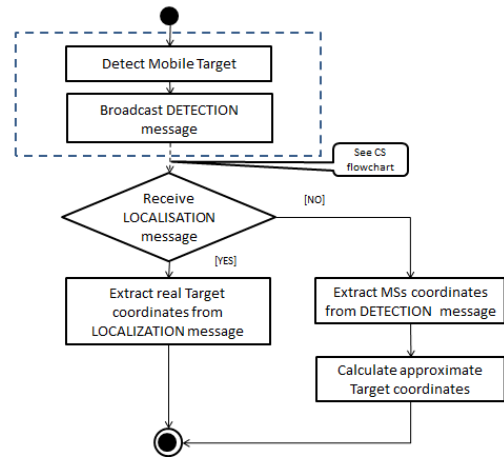 Detect Mobile Target
Broadcast DETECTION
message
See CS
flowchart
Receive
LOCALISATION
message
[NO]
[YES]
Extract real Target
coordinates from
LOCALIZATION message
Extract MSs coordinates
from DETECTION message
Calculate approximate
Target coordinates